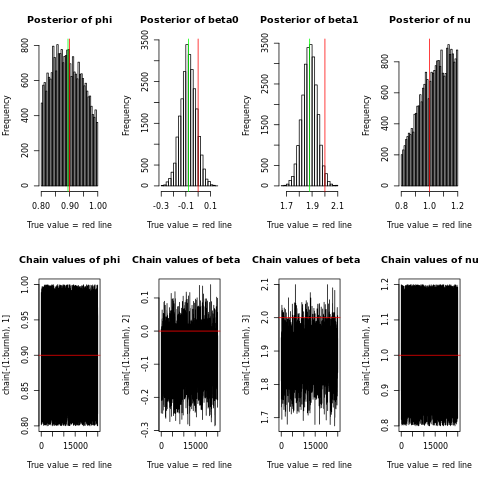 Posterior of phi
Posterior of beta0
Posterior of beta1
Posterior of nu
Frequency
0 200 400 600 800
0.80 0.90 1.00
True value = red line
Frequency
0 500 1500 2500 3500
-0.3 -0.1 0.1
True value = red line
Frequency
0 500 1500 2500 3500
1.7 1.9 2.1
True value = red line
Frequency
0 200 400 600 800
0.8 1.0 1.2
True value = red line
Chain values of phi
Chain values of beta
Chain values of beta
Chain values of nu
chain[-(1:burnIn), 1]
0.80 0.85 0.90 0.95 1.00
0 15000
True value = red line
chain[-(1:burnIn), 2]
-0.3 -0.2 -0.1 0.0 0.1
0 15000
True value = red line
chain[-(1:burnIn), 3]
1.7 1.8 1.9 2.0 2.1
0 15000
True value = red line
chain[-(1:burnIn), 4]
0.8 0.9 1.0 1.1 1.2
0 15000
True value = red line